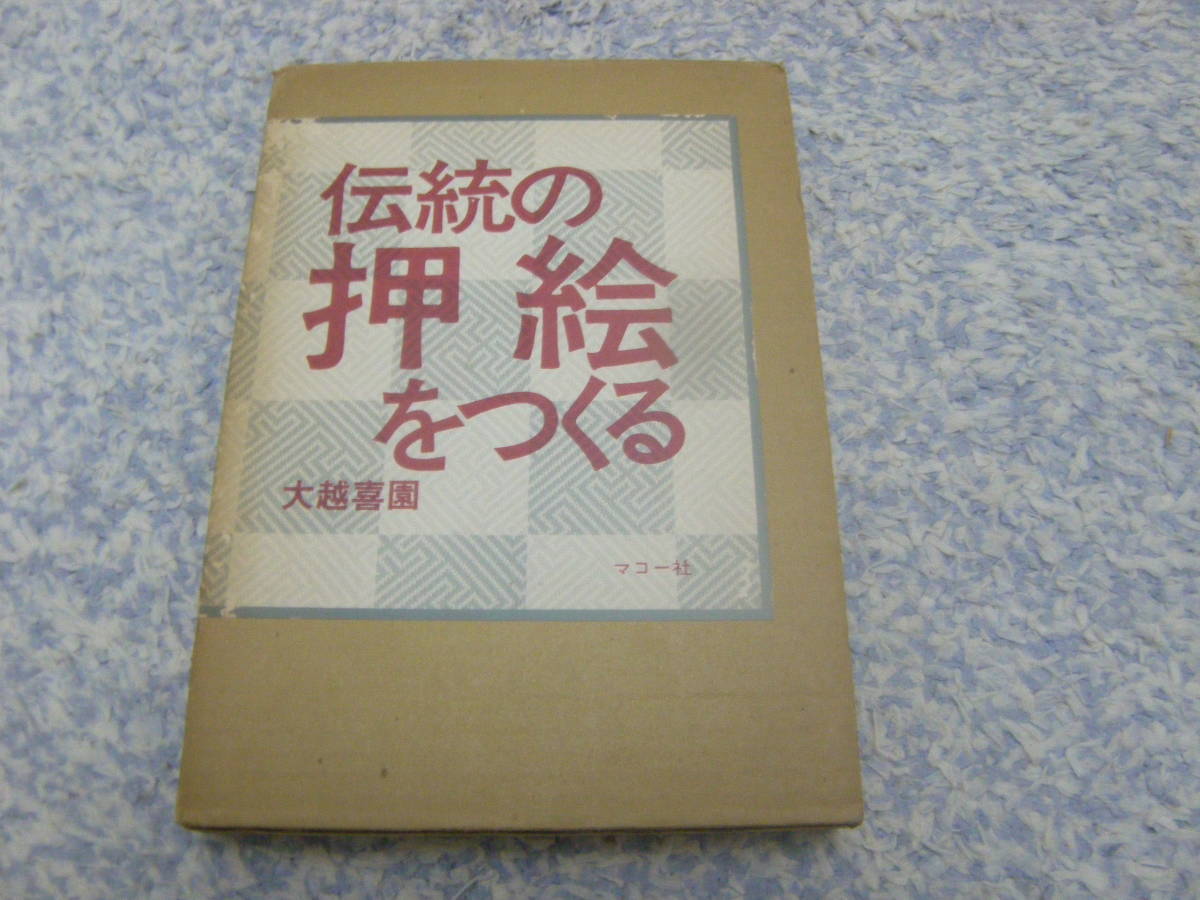 伝統の
押絵
をつくる
大越喜園
マコー社